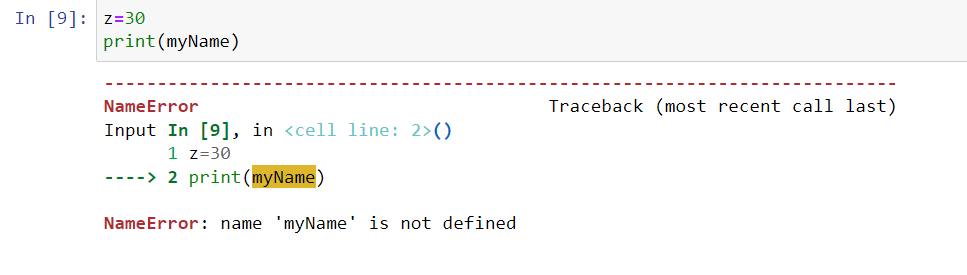 In [9]: z=30
print(myName)
---------------------------------------------------------------------------
NameError                                 Traceback (most recent call last)
Input In [9], in <cell line: 2>()
      1 z=30
----> 2 print(myName)
NameError: name 'myName' is not defined